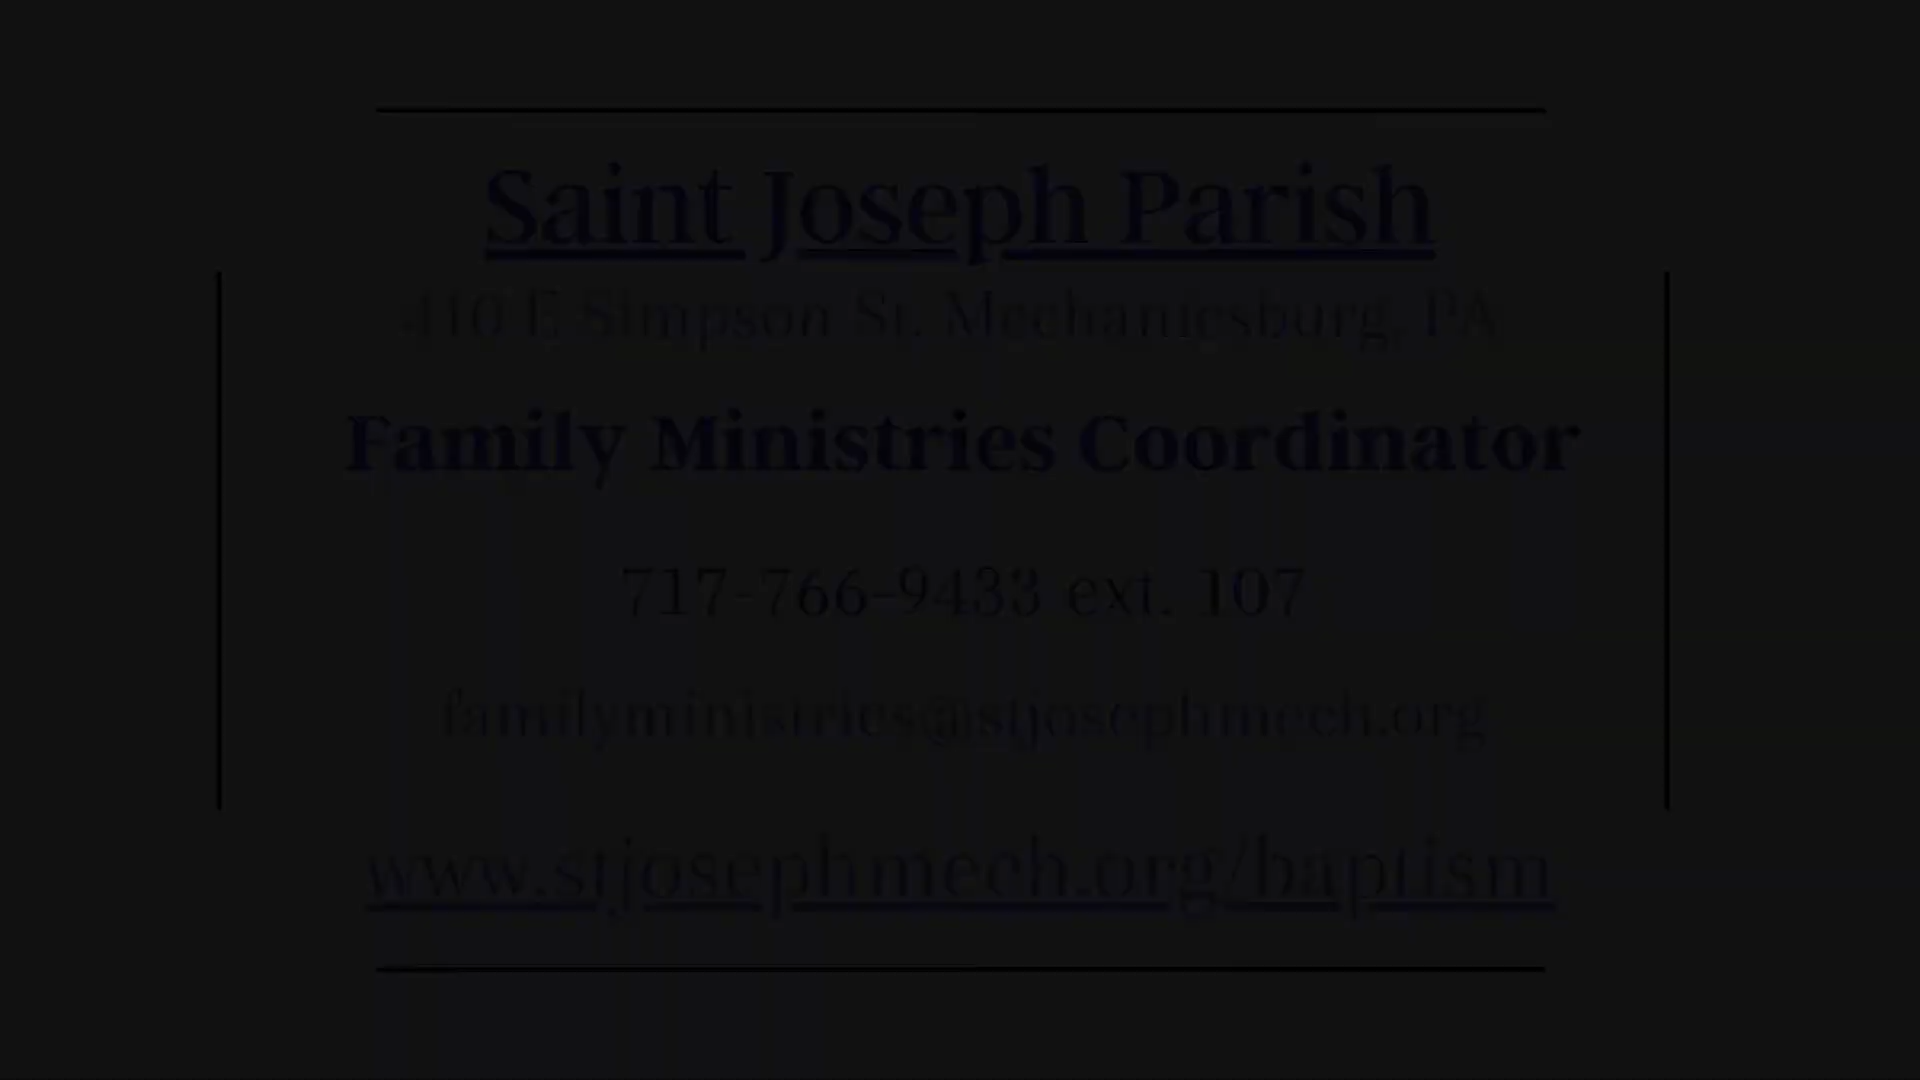 Saint Joseph Parish
410 E Simpson St. Mechanicsburg, PA
Family Ministries Coordinator
717-766-9433 ext. 107
familyministries@stjosephmech.org
www.stjosephmech.org/baptism